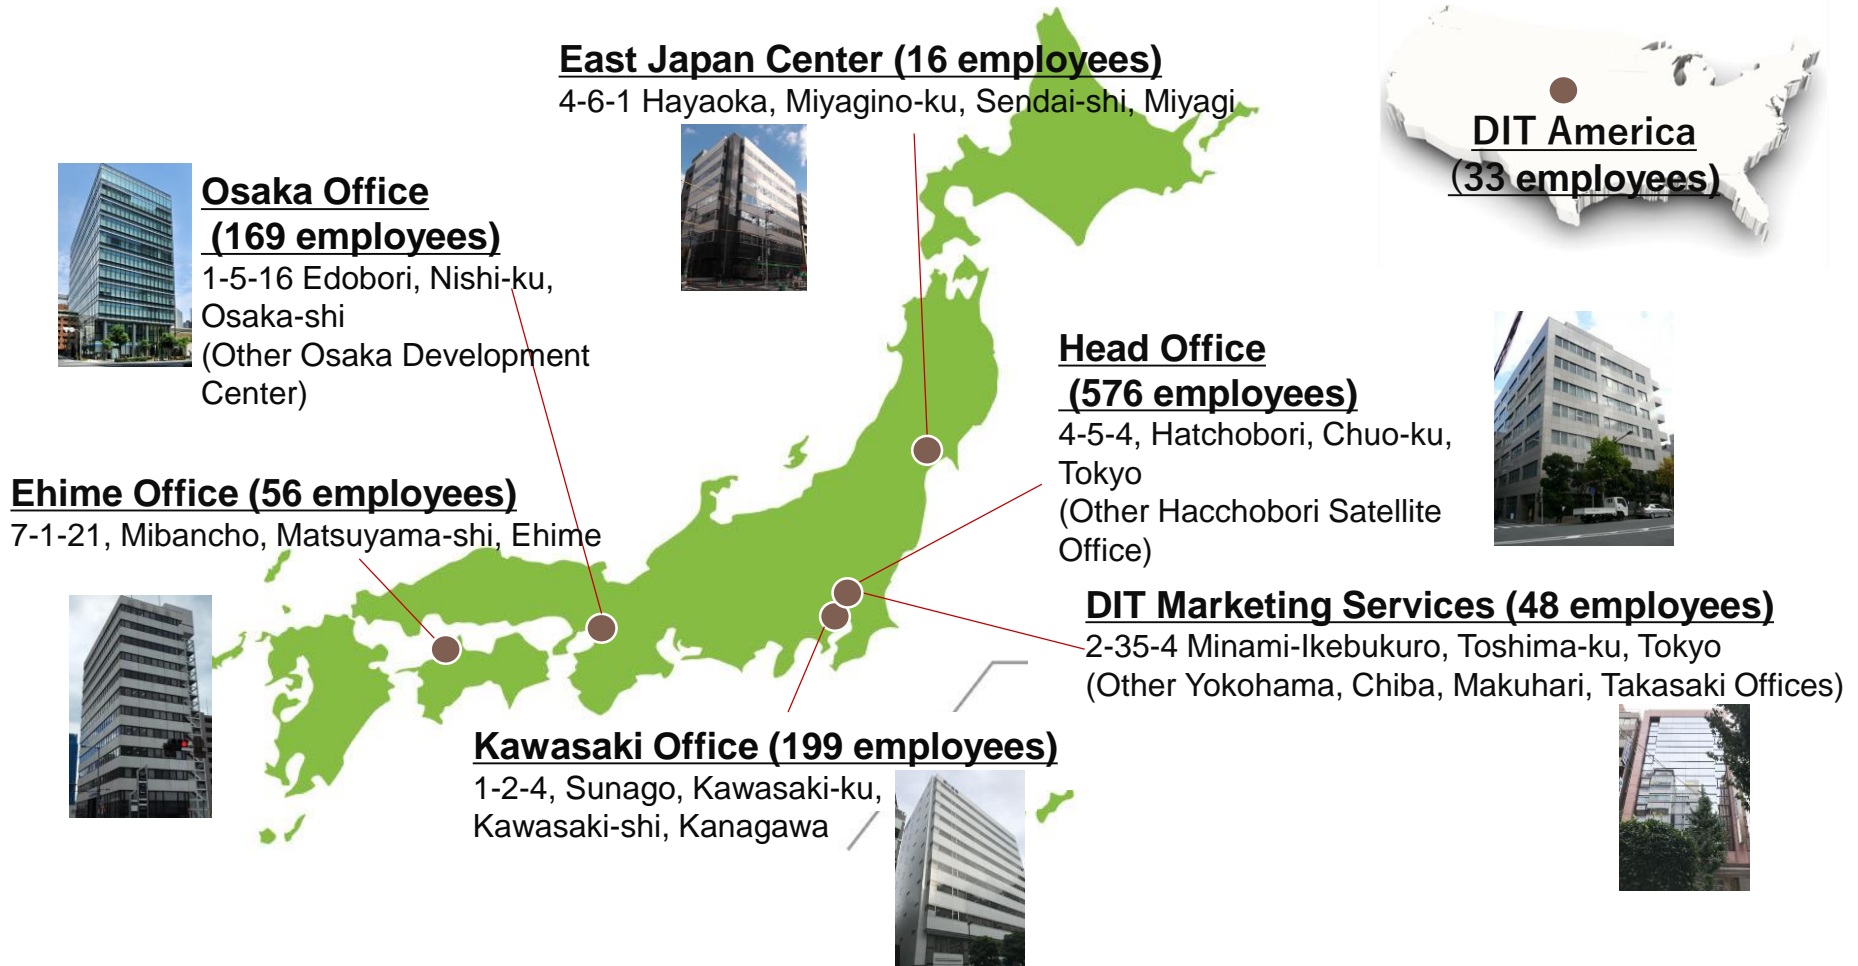 East Japan Center (16 employees)
4-6-1 Hayaoka, Miyagino-ku, Sendai-shi, Miyagi
DIT America
(33 employees)
Osaka Office
(169 employees)
1-5-16 Edobori, Nishi-ku,
Osaka-shi
(Other Osaka Development
Center)
Head Office
(576 employees)
4-5-4, Hatchobori, Chuo-ku,
Tokyo
(Other Hacchobori Satellite
Office)
Ehime Office (56 employees)
7-1-21, Mibancho, Matsuyama-shi, Ehime
DIT Marketing Services (48 employees)
2-35-4 Minami-Ikebukuro, Toshima-ku, Tokyo
(Other Yokohama, Chiba, Makuhari, Takasaki Offices)
Kawasaki Office (199 employees)
1-2-4, Sunago, Kawasaki-ku,
Kawasaki-shi, Kanagawa